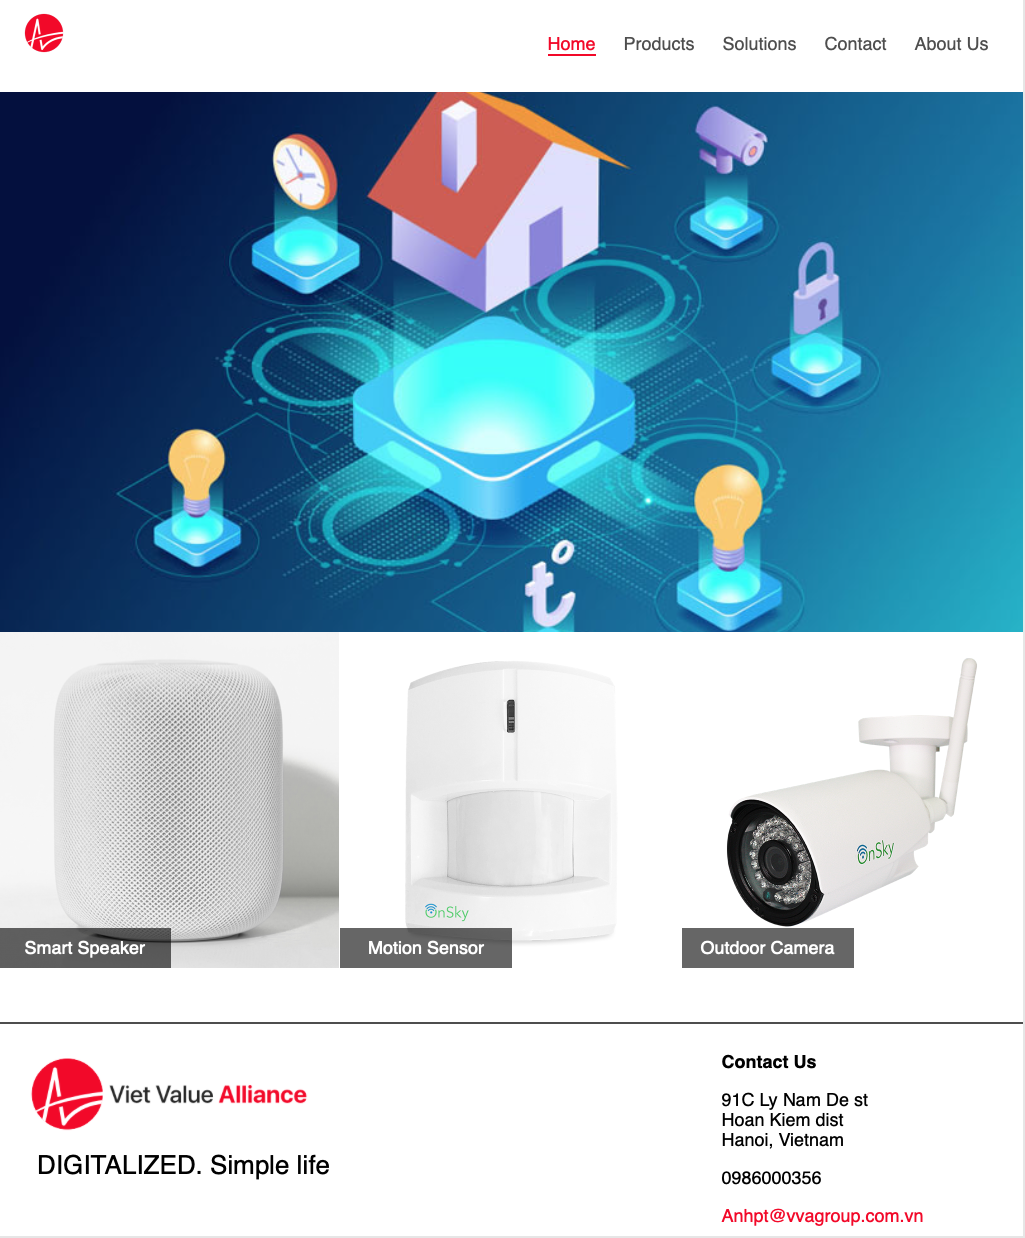 Home Products Solutions Contact About Us
OnSky
OnSky
Smart Speaker
Motion Sensor
Outdoor Camera
Viet Value Alliance
DIGITALIZED. Simple life
Contact Us
91C Ly Nam De st
Hoan Kiem dist
Hanoi, Vietnam
0986000356
Anhpt@vvagroup.com.vn